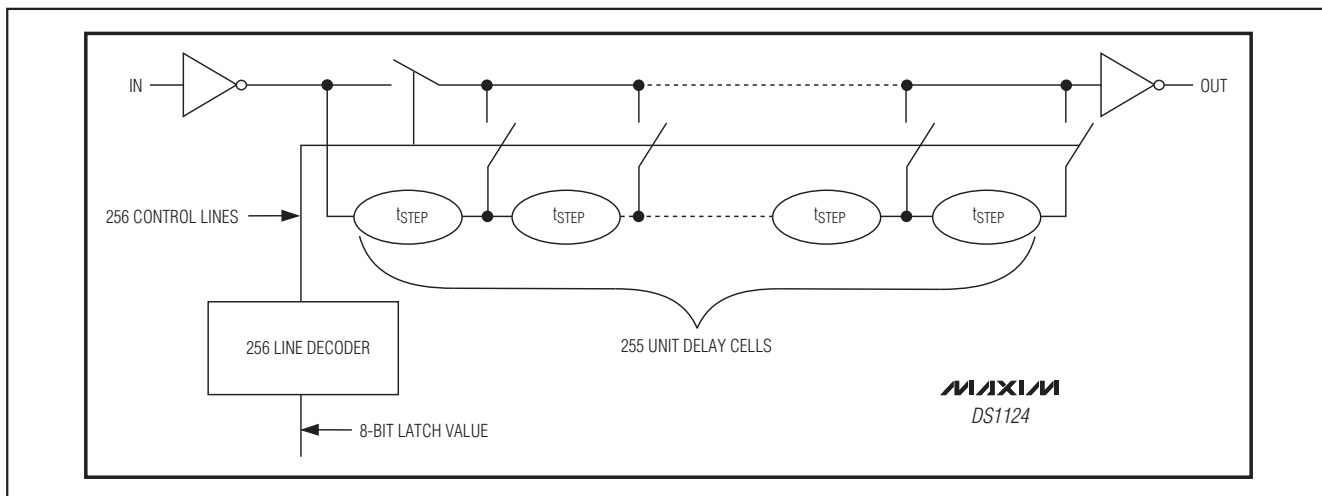 IN
OUT
256 CONTROL LINES
tSTEP
tSTEP
tSTEP
tSTEP
256 LINE DECODER
255 UNIT DELAY CELLS
MAXIM
DS1124
8-BIT LATCH VALUE